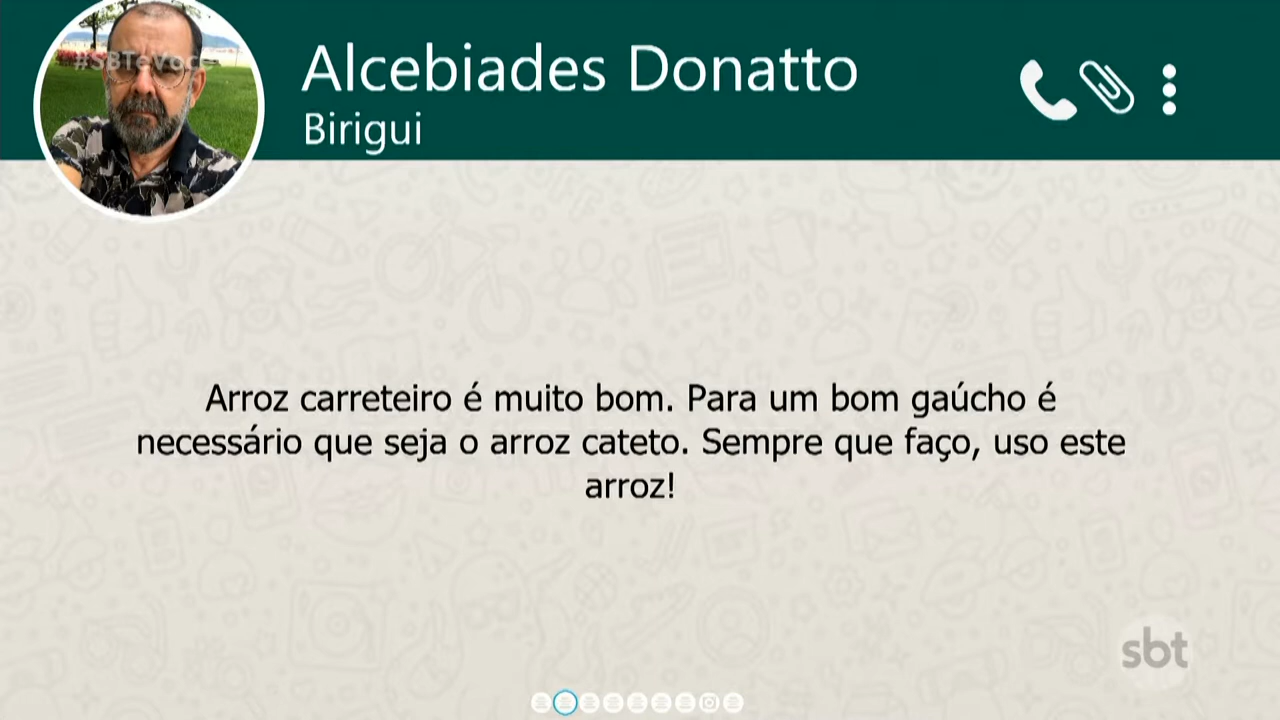 #SBTeVocê
Alcebiades Donatto
Birigui
Arroz carreteiro é muito bom. Para um bom gaúcho é
necessário que seja o arroz cateto. Sempre que faço, uso este
arroz!
sbt